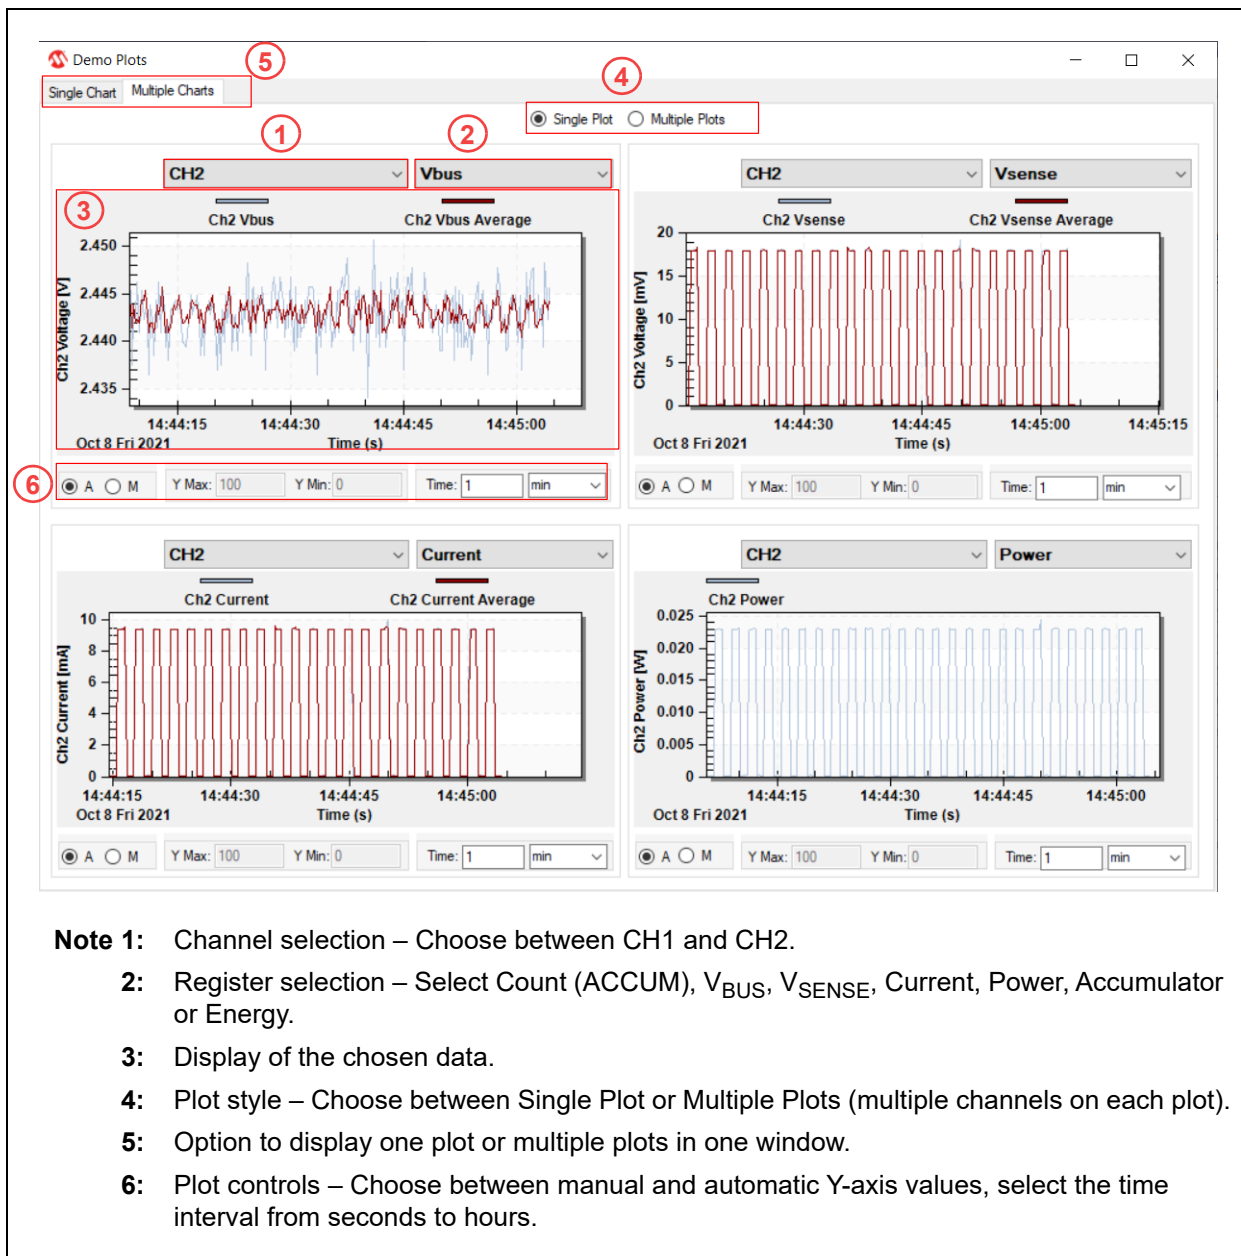 Demo Plots
5
4
Single Chart Multiple Charts
Single Plot Multiple Plots
1
2
CH2 Vbus
3
Ch2 Vbus Ch2 Vbus Average
2.450
2.445
2.440
2.435
Ch2 Voltage [V]
14:44:15 14:44:30 14:44:45 14:45:00
Oct 8 Fri 2021 Time (s)
6
A M Y Max: 100 Y Min: 0 Time: 1 min
CH2 Vsense
Ch2 Vsense Ch2 Vsense Average
20
15
10
5
0
Ch2 Voltage [mV]
14:44:30 14:44:45 14:45:00 14:45:15
Oct 8 Fri 2021 Time (s)
A M Y Max: 100 Y Min: 0 Time: 1 min
CH2 Current
Ch2 Current Ch2 Current Average
10
8
6
4
2
0
Ch2 Current [mA]
14:44:15 14:44:30 14:44:45 14:45:00
Oct 8 Fri 2021 Time (s)
A M Y Max: 100 Y Min: 0 Time: 1 min
CH2 Power
Ch2 Power
0.025
0.020
0.015
0.010
0.005
0
Ch2 Power [W]
14:44:15 14:44:30 14:44:45 14:45:00
Oct 8 Fri 2021 Time (s)
A M Y Max: 100 Y Min: 0 Time: 1 min
Note 1: Channel selection – Choose between CH1 and CH2.
2: Register selection – Select Count (ACCUM), VBUS, VSENSE, Current, Power, Accumulator
or Energy.
3: Display of the chosen data.
4: Plot style – Choose between Single Plot or Multiple Plots (multiple channels on each plot).
5: Option to display one plot or multiple plots in one window.
6: Plot controls – Choose between manual and automatic Y-axis values, select the time
interval from seconds to hours.